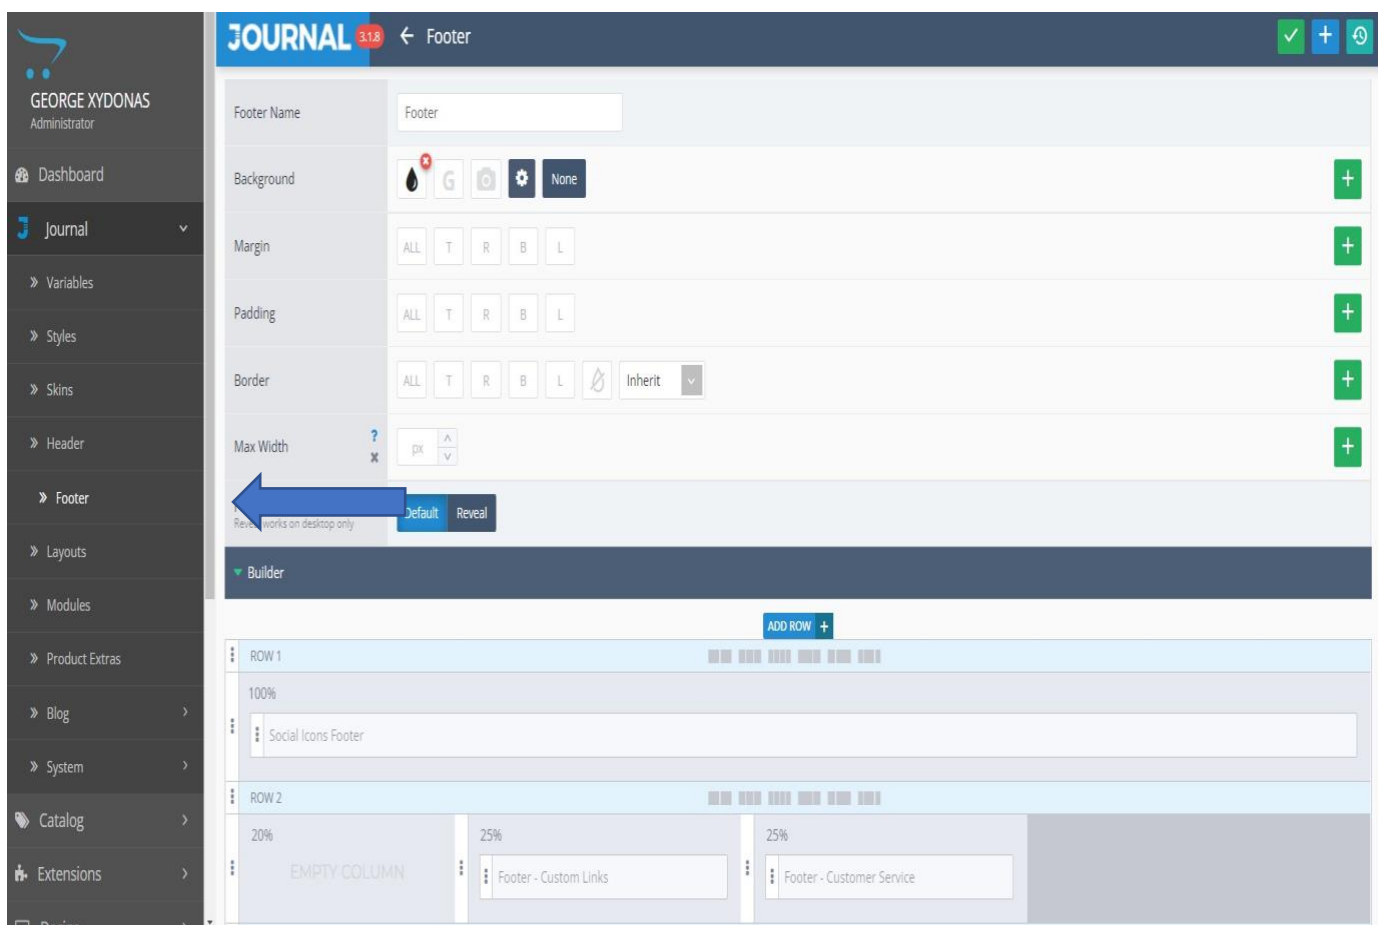 GEORGE XYDONAS
Administrator
Dashboard
Journal
Variables
Styles
Skins
Header
Footer
Layouts
Modules
Product Extras
Blog
System
Catalog
Extensions
JOURNAL 3.1.8 Footer
Footer Name Footer
Background G None
Margin ALL T R B L
Padding ALL T R B L
Border ALL T R B L Inherit
Max Width ? px
Default Reveal
works on desktop only
Builder
ADD ROW +
ROW 1
100%
Social Icons Footer
ROW 2
20% 25% 25%
EMPTY COLUMN Footer - Custom Links Footer - Customer Service